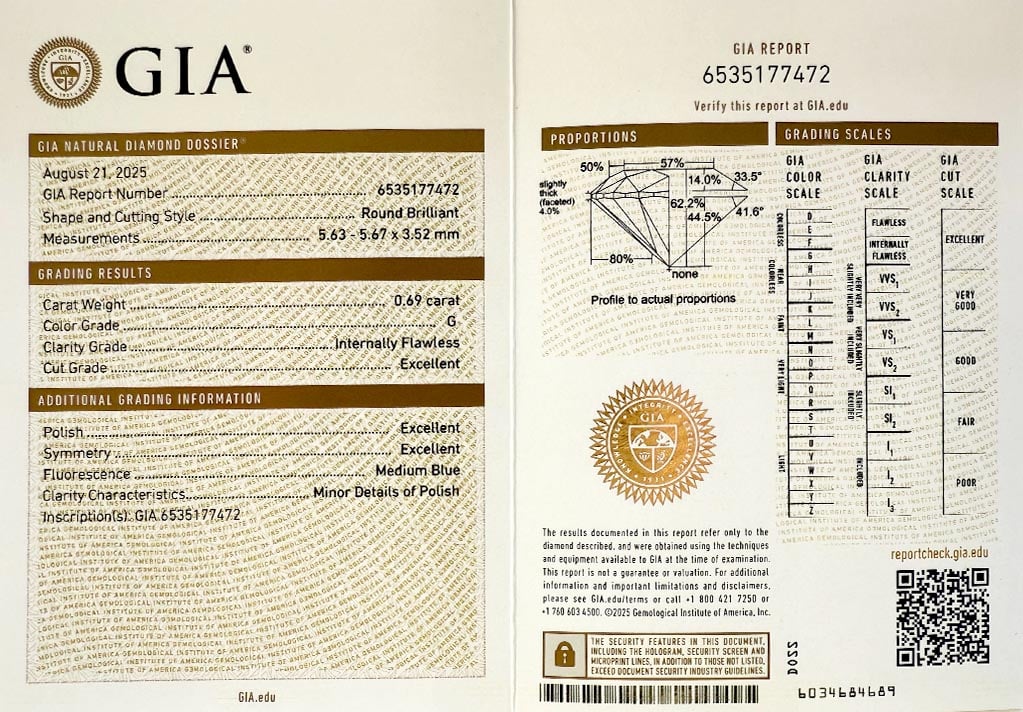 GIA®
GIA NATURAL DIAMOND DOSSIER®
August 21, 2025
GIA Report Number 6535177472
Shape and Cutting Style Round Brilliant
Measurements 5.63 - 5.67 x 3.52 mm
GRADING RESULTS
Carat Weight 0.69 carat
Color Grade G
Clarity Grade Internally Flawless
Cut Grade Excellent
ADDITIONAL GRADING INFORMATION
Polish Excellent
Symmetry Excellent
Fluorescence Medium Blue
Clarity Characteristics Minor Details of Polish
Inscription(s): GIA 6535177472
GIA.edu
GIA REPORT
6535177472
Verify this report at GIA.edu
PROPORTIONS
50%
57%
14.0%
33.5°
slightly
thick
(faceted)
4.0%
62.2%
44.5%
41.6°
80%
none
Profile to actual proportions
GIA
The results documented in this report refer only to the
diamond described, and were obtained using the techniques
and equipment available to GIA at the time of examination.
This report is not a guarantee or valuation. For additional
information and important limitations and disclaimers,
please see GIA.edu/terms or call +1 800 421 7250 or
+1 760 603 4500. ©2025 Gemological Institute of America, Inc.
THE SECURITY FEATURES IN THIS DOCUMENT,
INCLUDING THE HOLOGRAM, SECURITY SCREEN AND
MICROPRINT LINES, IN ADDITION TO THOSE NOT LISTED,
EXCEED DOCUMENT SECURITY INDUSTRY GUIDELINES.
GRADING SCALES
GIA
COLOR
SCALE
COLORLESS
D
E
F
NEAR
COLORLESS
G
H
I
J
FAINT
K
L
M
VERY LIGHT
N
O
P
Q
R
LIGHT
S
T
U
V
W
X
Y
Z
GIA
CLARITY
SCALE
FLAWLESS
INTERNALLY
FLAWLESS
VERY VERY
SLIGHTLY INCLUDED
VVS1
VVS2
VERY SLIGHTLY
INCLUDED
VS1
VS2
SLIGHTLY
INCLUDED
SI1
SI2
INCLUDED
I1
I2
I3
GIA
CUT
SCALE
EXCELLENT
VERY
GOOD
GOOD
FAIR
POOR
reportcheck.gia.edu
6034684689